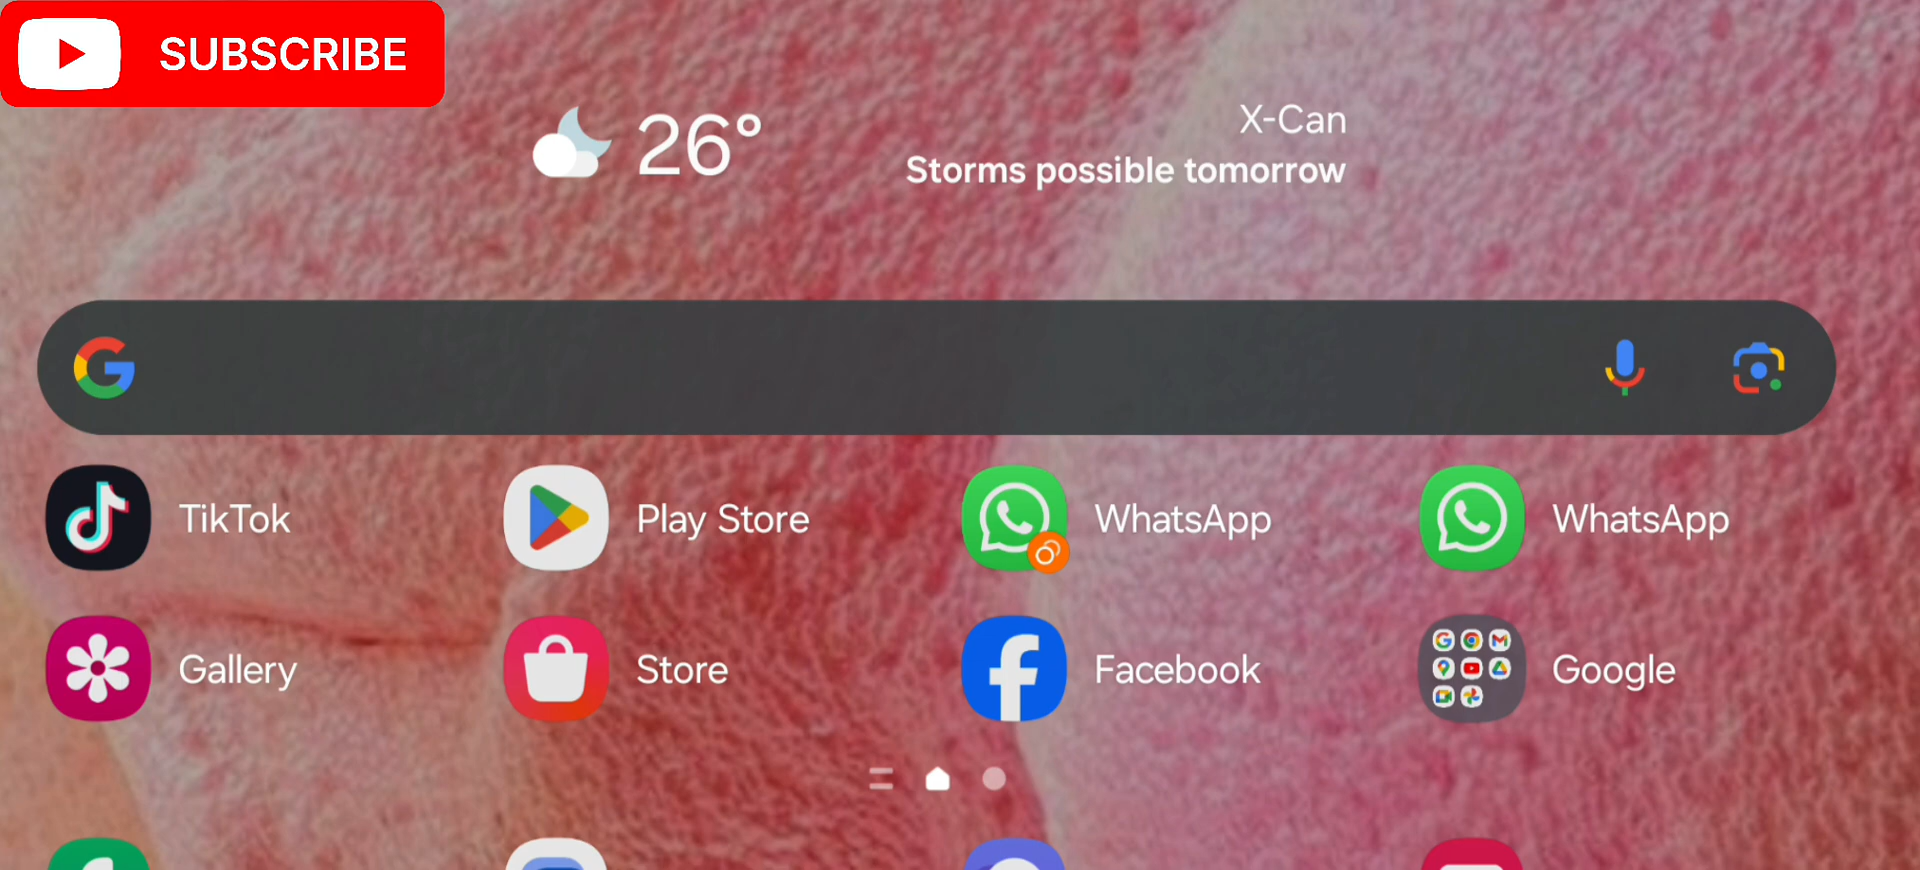 SUBSCRIBE
26°
X-Can
Storms possible tomorrow
TikTok
Play Store
WhatsApp
WhatsApp
Gallery
Store
Facebook
Google